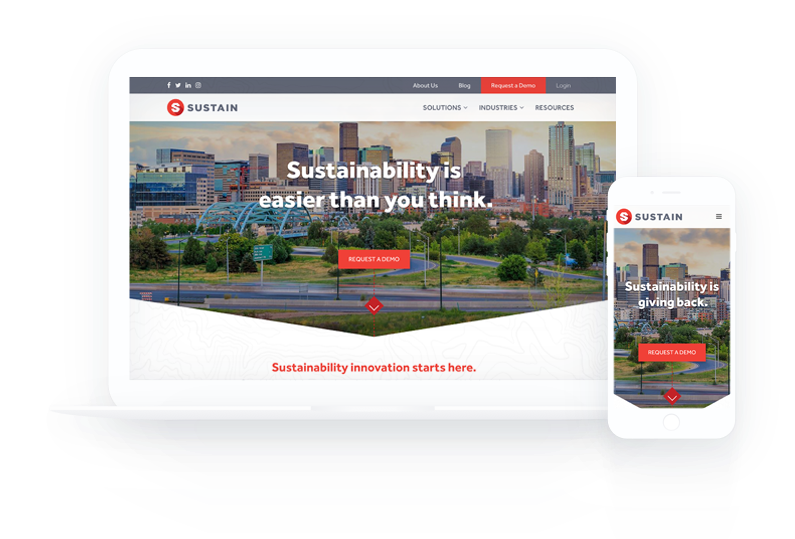 About Us Blog Request a Demo Login
S SUSTAIN
SOLUTIONS INDUSTRIES RESOURCES
Sustainability is
easier than you think.
REQUEST A DEMO
Sustainability innovation starts here.
S SUSTAIN
Sustainability is
giving back.
REQUEST A DEMO